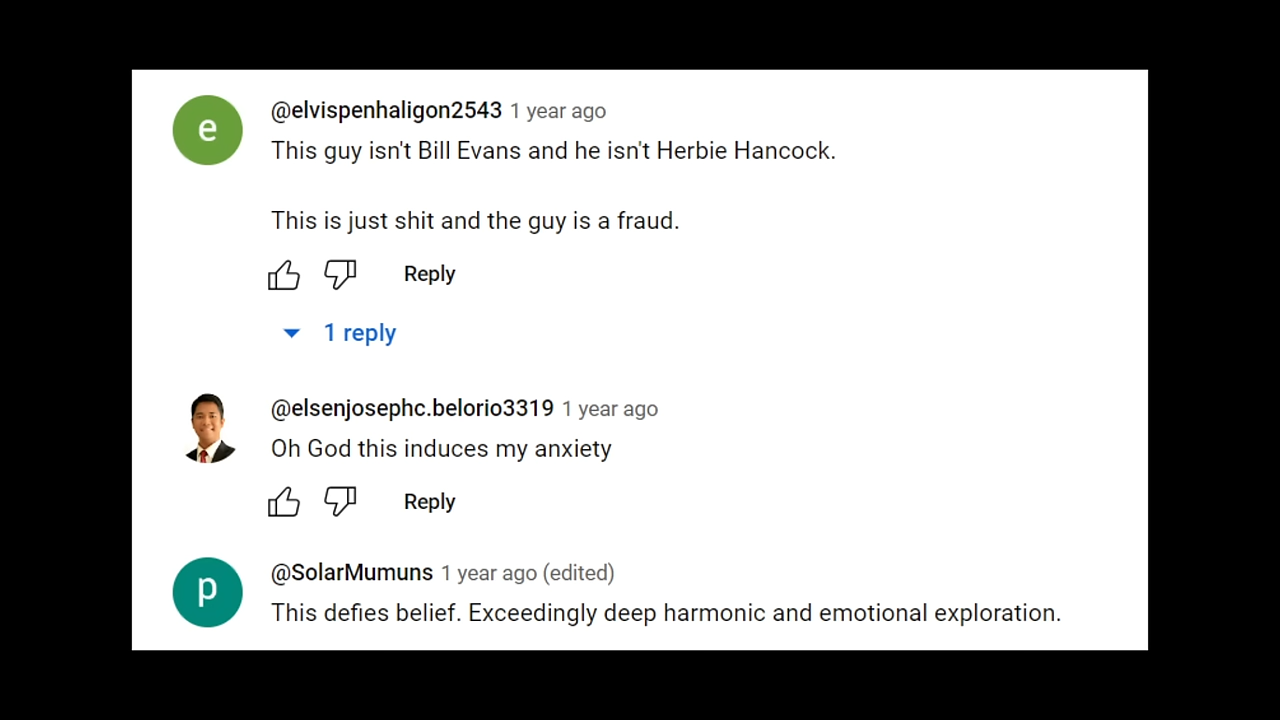 e
@elvispenhaligon2543 1 year ago
This guy isn't Bill Evans and he isn't Herbie Hancock.
This is just shit and the guy is a fraud.
Reply
1 reply
@elsenjosephc.belorio3319 1 year ago
Oh God this induces my anxiety
Reply
p
@SolarMumuns 1 year ago (edited)
This defies belief. Exceedingly deep harmonic and emotional exploration.